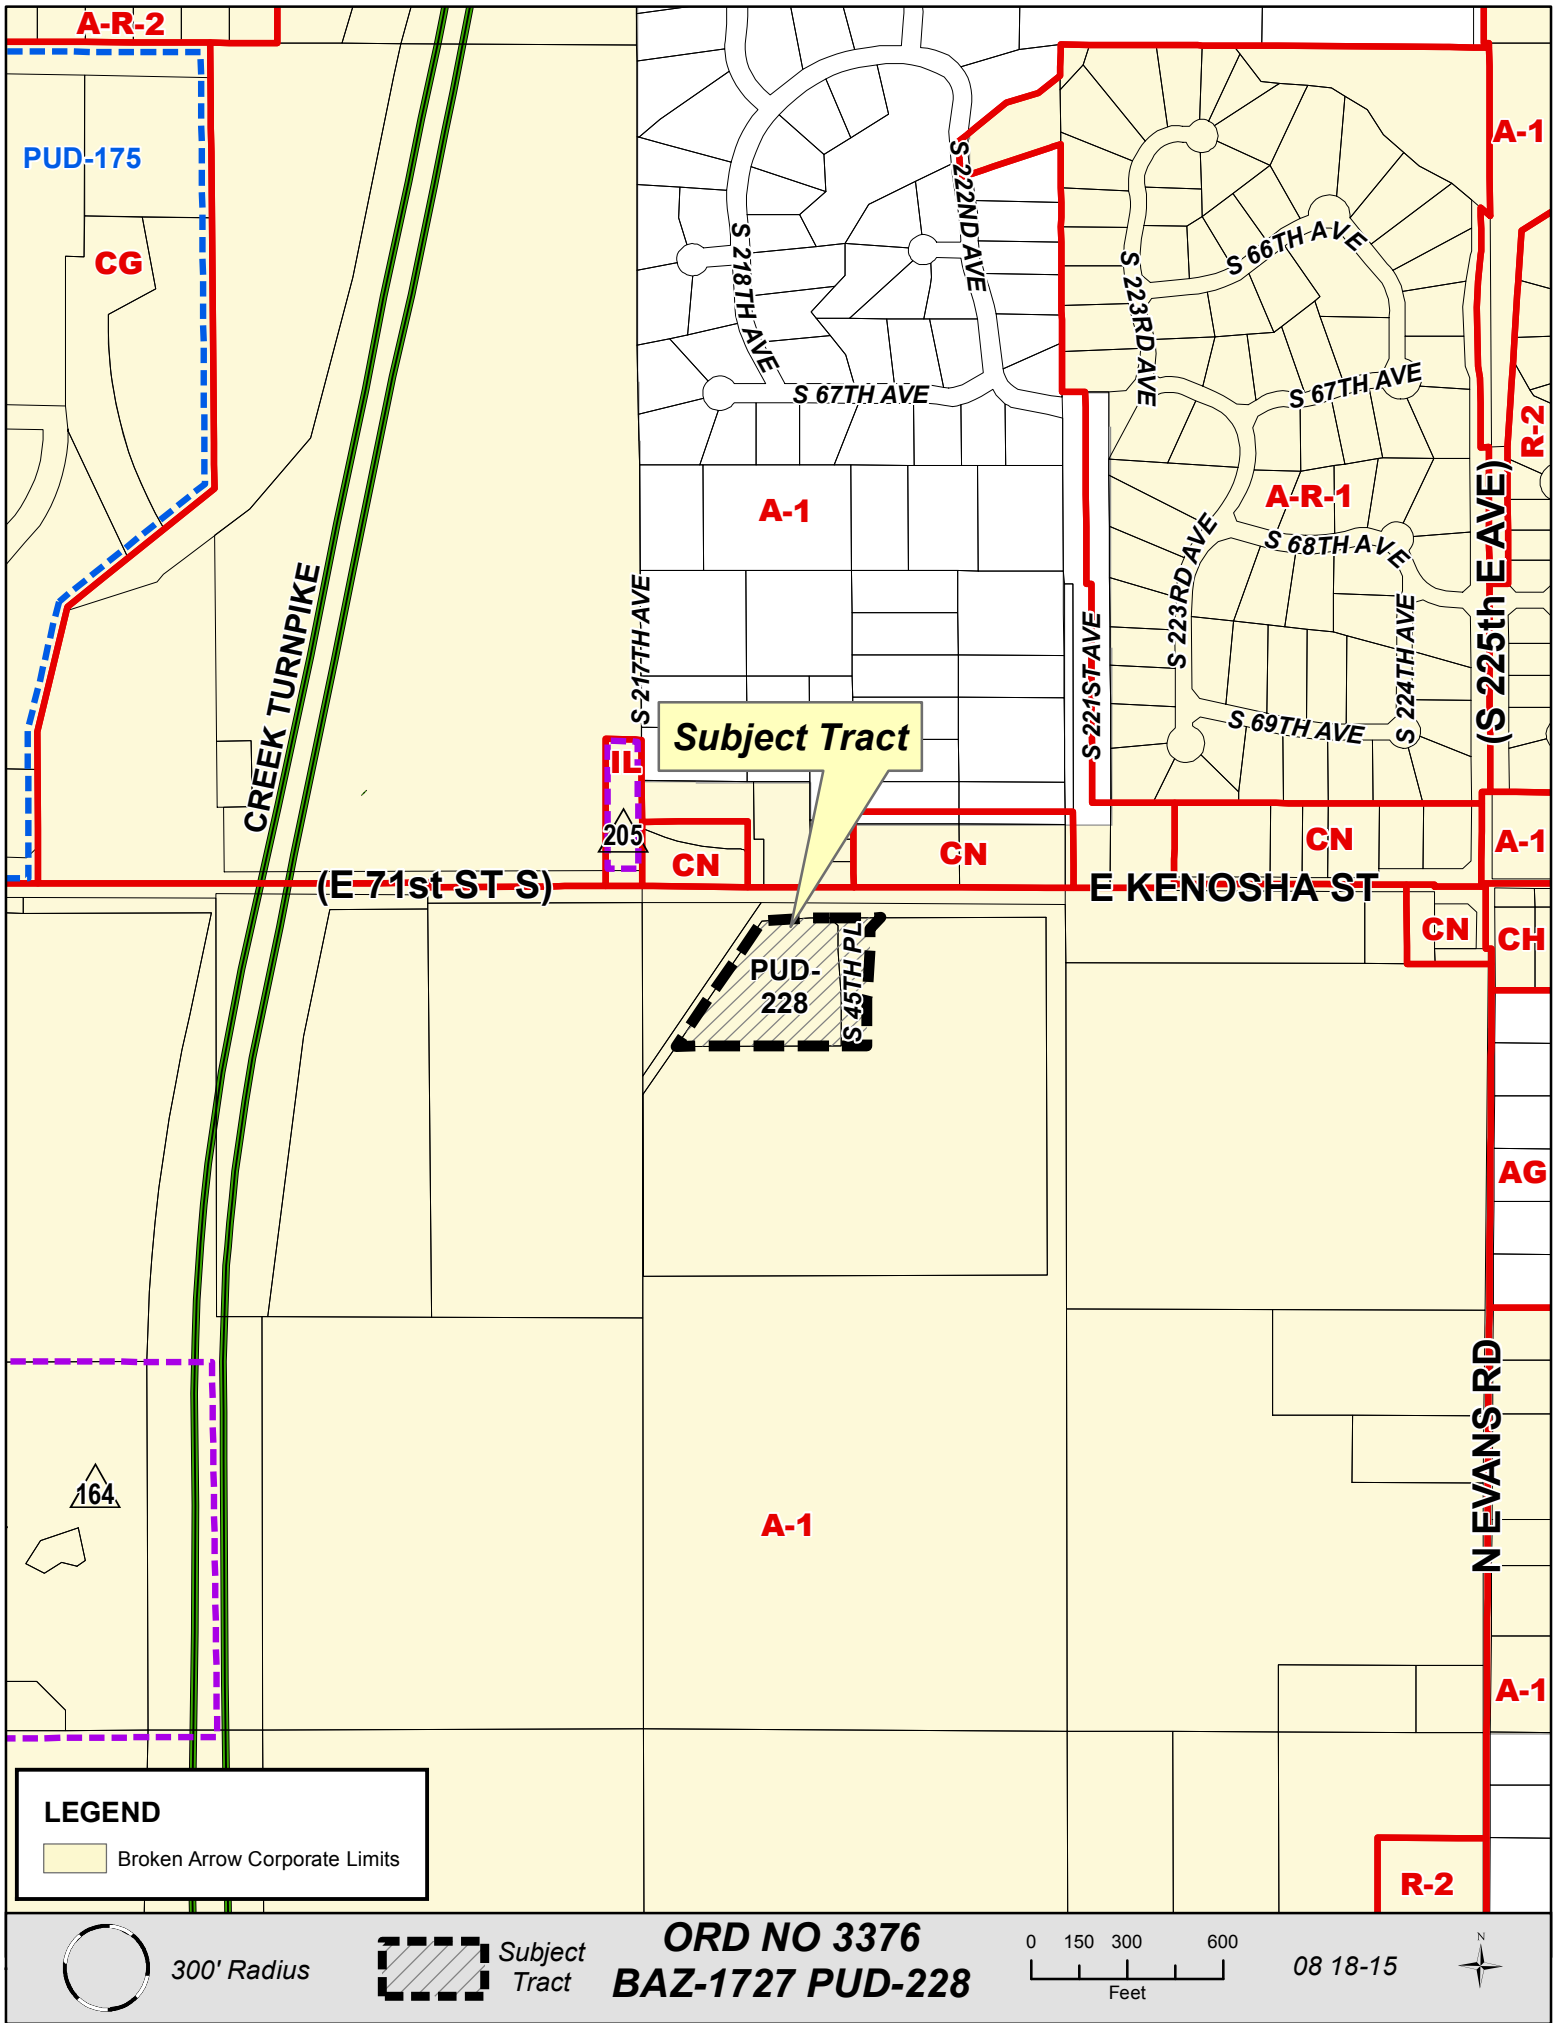 A-R-2
PUD-175
CG
A-1
S 222ND AVE
S 218TH AVE
S 66TH AVE
S 223RD AVE
S 67TH AVE
S 67TH AVE
R-2
A-1
A-R-1
S 68TH AVE
(S 225th E AVE)
S 223RD AVE
CREEK TURNPIKE
S 217TH AVE
S 221ST AVE
S 224TH AVE
S 69TH AVE
Subject Tract
IL
205
CN
CN
CN
A-1
(E 71st ST S)
E KENOSHA ST
CN
CH
PUD-
228
S 45TH PL
AG
N EVANS RD
164
A-1
A-1
R-2
LEGEND
Broken Arrow Corporate Limits
300' Radius
Subject
Tract
ORD NO 3376
BAZ-1727 PUD-228
0 150 300 600
Feet
08 18-15
N